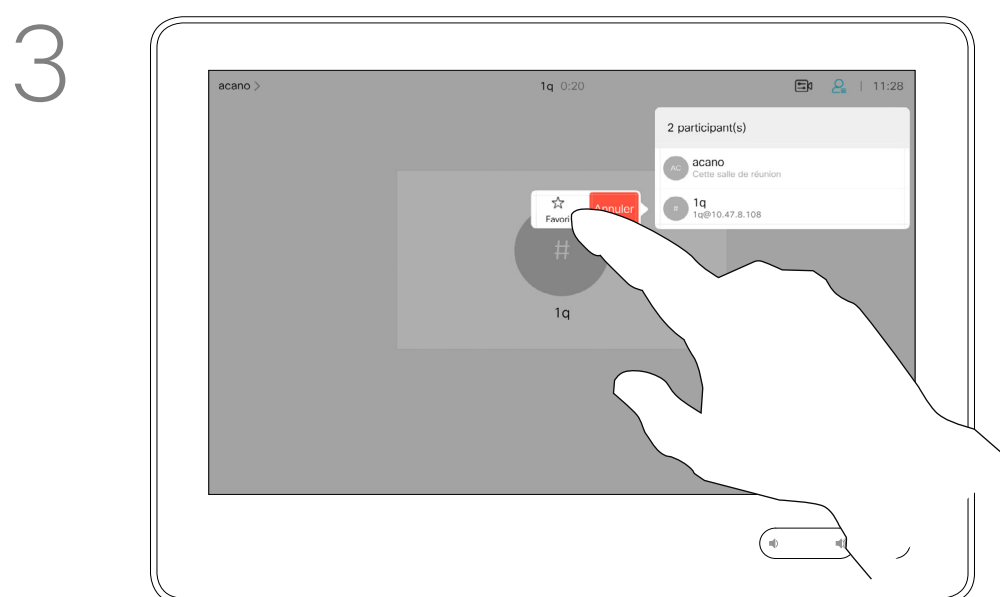 3
acano >
1q 0:20
11:28
2 participant(s)
AC
acano
Cette salle de réunion
#
1q
1q@10.47.8.108
Annuler
#
1q